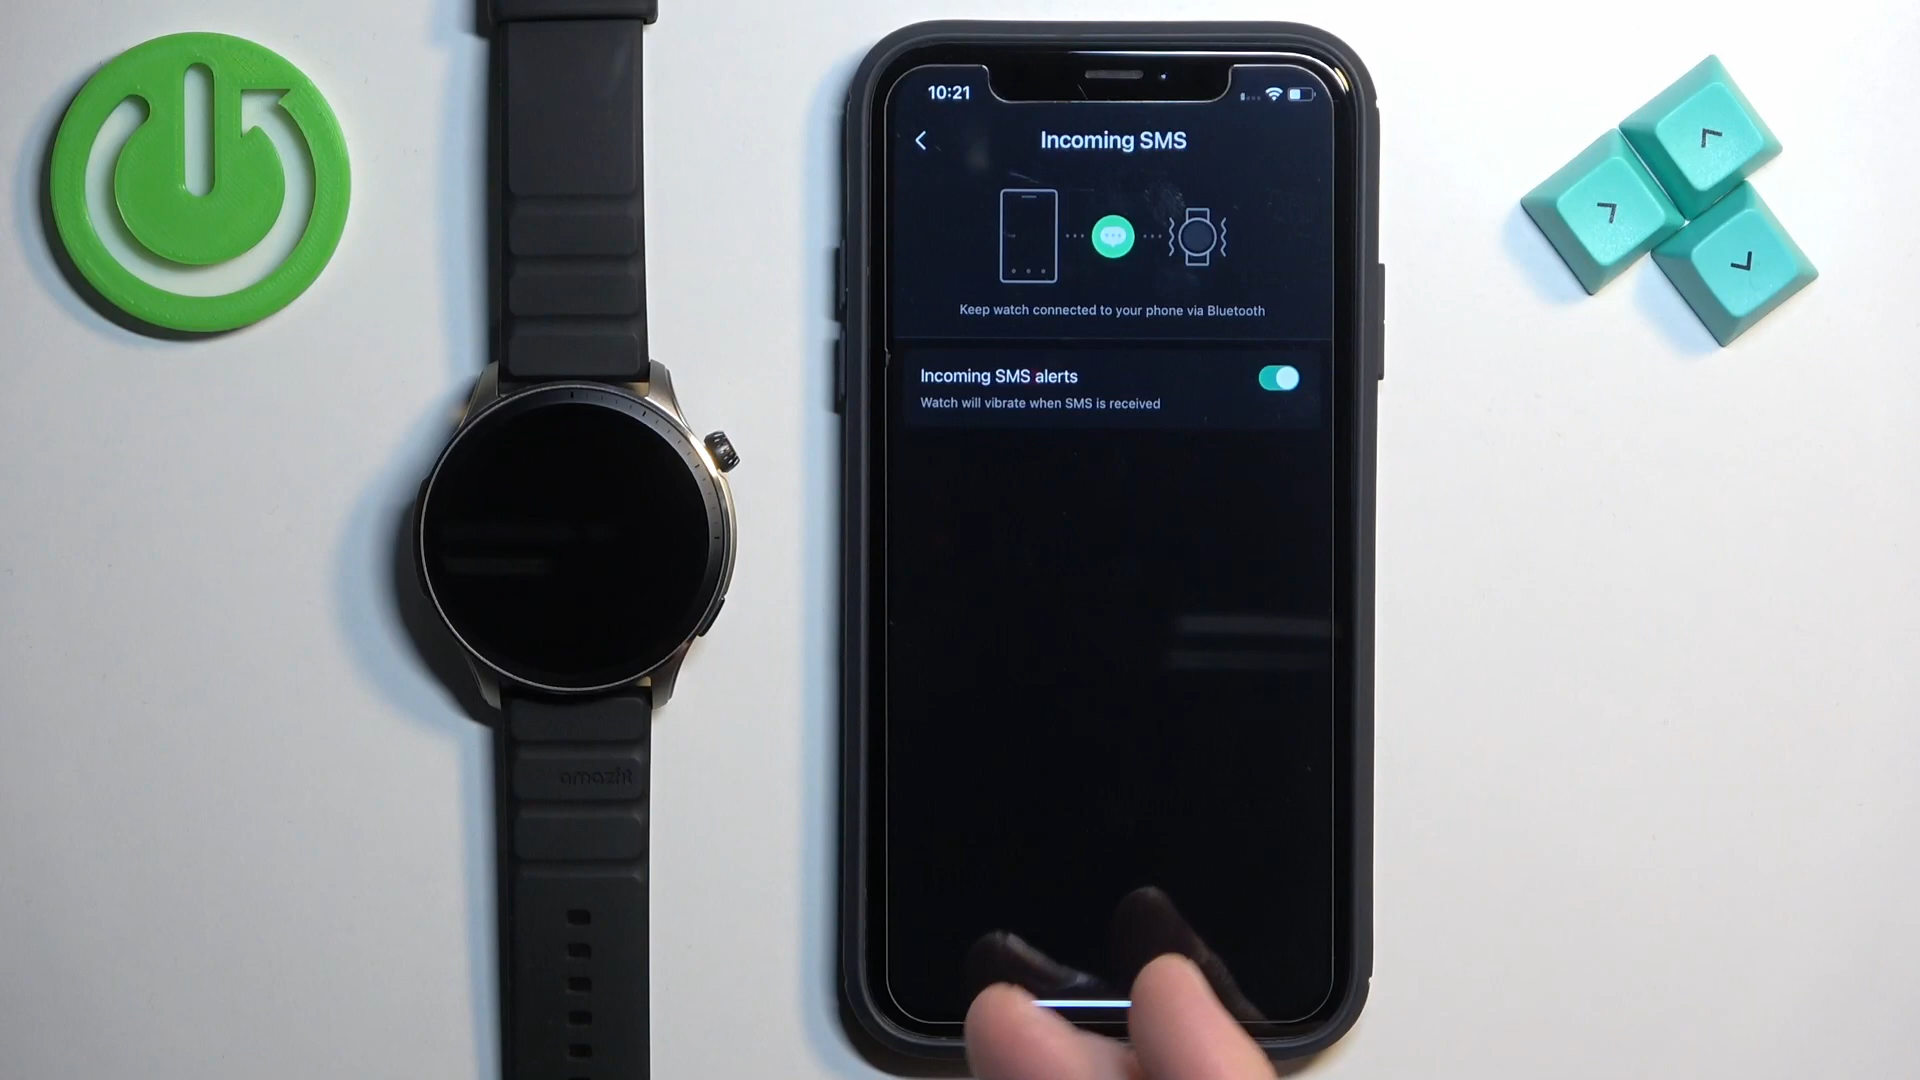 10:21
Incoming SMS
Keep watch connected to your phone via Bluetooth
Incoming SMS alerts
Watch will vibrate when SMS is received
amazfit